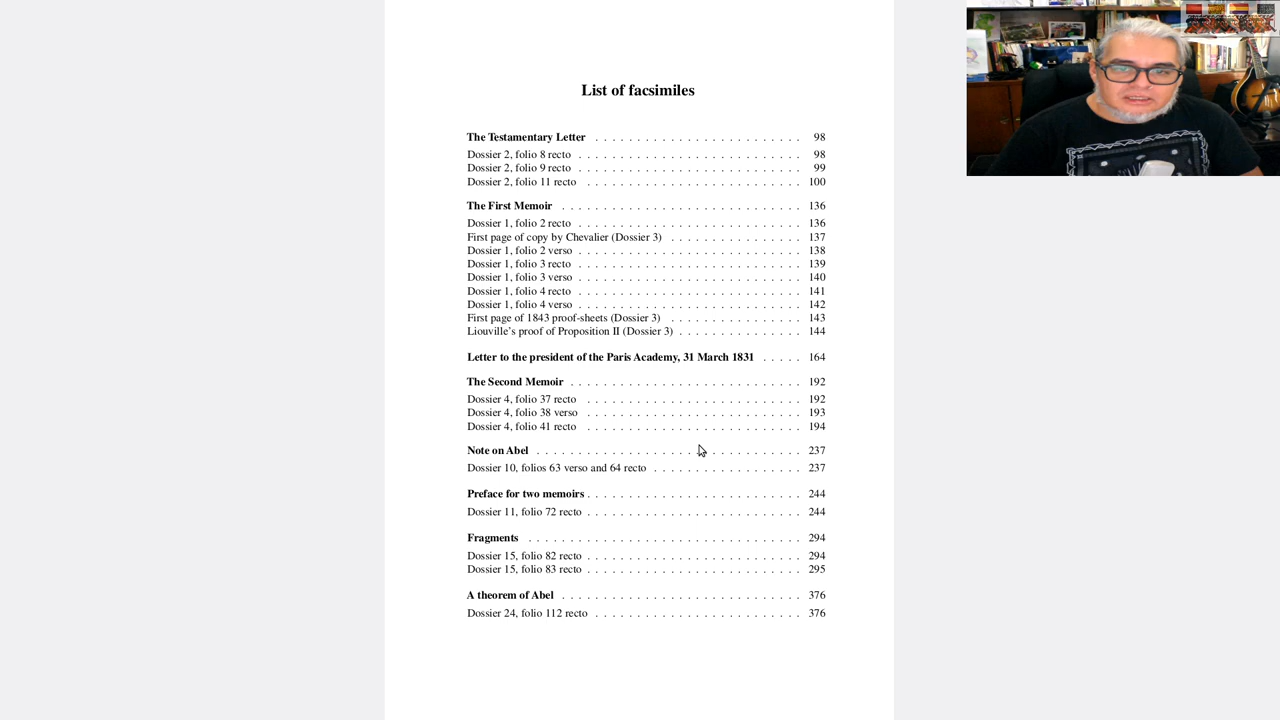 List of facsimiles
The Testamentary Letter . . . . . . . . . . . . . . . . . . . . . . . . . 98
Dossier 2, folio 8 recto . . . . . . . . . . . . . . . . . . . . . . . . . . . 98
Dossier 2, folio 9 recto . . . . . . . . . . . . . . . . . . . . . . . . . . . 99
Dossier 2, folio 11 recto . . . . . . . . . . . . . . . . . . . . . . . . . . 100
The First Memoir . . . . . . . . . . . . . . . . . . . . . . . . . . . . . 136
Dossier 1, folio 2 recto . . . . . . . . . . . . . . . . . . . . . . . . . . . 136
First page of copy by Chevalier (Dossier 3) . . . . . . . . . . . . . . . . 137
Dossier 1, folio 2 verso . . . . . . . . . . . . . . . . . . . . . . . . . . . 138
Dossier 1, folio 3 recto . . . . . . . . . . . . . . . . . . . . . . . . . . . 139
Dossier 1, folio 3 verso . . . . . . . . . . . . . . . . . . . . . . . . . . . 140
Dossier 1, folio 4 recto . . . . . . . . . . . . . . . . . . . . . . . . . . . 141
Dossier 1, folio 4 verso . . . . . . . . . . . . . . . . . . . . . . . . . . . 142
First page of 1843 proof-sheets (Dossier 3) . . . . . . . . . . . . . . . . 143
Liouville’s proof of Proposition II (Dossier 3) . . . . . . . . . . . . . . . 144
Letter to the president of the Paris Academy, 31 March 1831 . . . . . 164
The Second Memoir . . . . . . . . . . . . . . . . . . . . . . . . . . . . 192
Dossier 4, folio 37 recto . . . . . . . . . . . . . . . . . . . . . . . . . . 192
Dossier 4, folio 38 verso . . . . . . . . . . . . . . . . . . . . . . . . . . 193
Dossier 4, folio 41 recto . . . . . . . . . . . . . . . . . . . . . . . . . . 194
Note on Abel . . . . . . . . . . . . . . . . . . . . . . . . . . . . . . . . 237
Dossier 10, folios 63 verso and 64 recto . . . . . . . . . . . . . . . . . . 237
Preface for two memoirs . . . . . . . . . . . . . . . . . . . . . . . . . . 244
Dossier 11, folio 72 recto . . . . . . . . . . . . . . . . . . . . . . . . . . 244
Fragments . . . . . . . . . . . . . . . . . . . . . . . . . . . . . . . . . 294
Dossier 15, folio 82 recto . . . . . . . . . . . . . . . . . . . . . . . . . . 294
Dossier 15, folio 83 recto . . . . . . . . . . . . . . . . . . . . . . . . . . 295
A theorem of Abel . . . . . . . . . . . . . . . . . . . . . . . . . . . . . 376
Dossier 24, folio 112 recto . . . . . . . . . . . . . . . . . . . . . . . . . 376